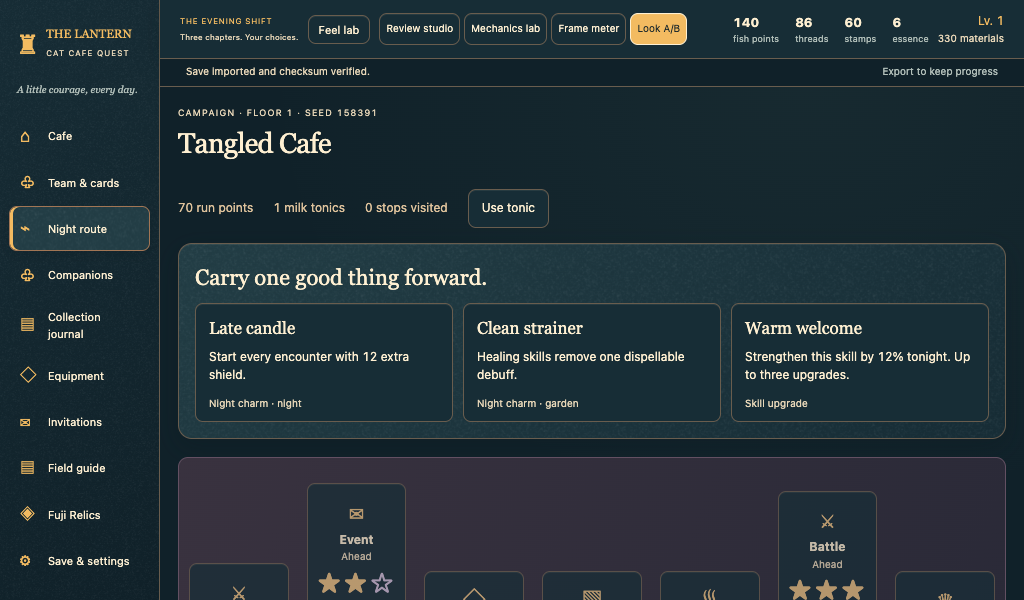 THE LANTERN
CAT CAFE QUEST
A little courage, every day.
Cafe
Team & cards
Night route
Companions
Collection
journal
Equipment
Invitations
Field guide
Fuji Relics
Save & settings
THE EVENING SHIFT
Three chapters. Your choices.
Feel lab
Review studio
Mechanics lab
Frame meter
Look A/B
140
fish points
86
threads
60
stamps
6
essence
Lv. 1
330 materials
Save imported and checksum verified.
Export to keep progress
CAMPAIGN · FLOOR 1 · SEED 158391
Tangled Cafe
70 run points
1 milk tonics
0 stops visited
Use tonic
Carry one good thing forward.
Late candle
Start every encounter with 12 extra
shield.
Night charm · night
Clean strainer
Healing skills remove one dispellable
debuff.
Night charm · garden
Warm welcome
Strengthen this skill by 12% tonight. Up
to three upgrades.
Skill upgrade
Event
Ahead
Battle
Ahead